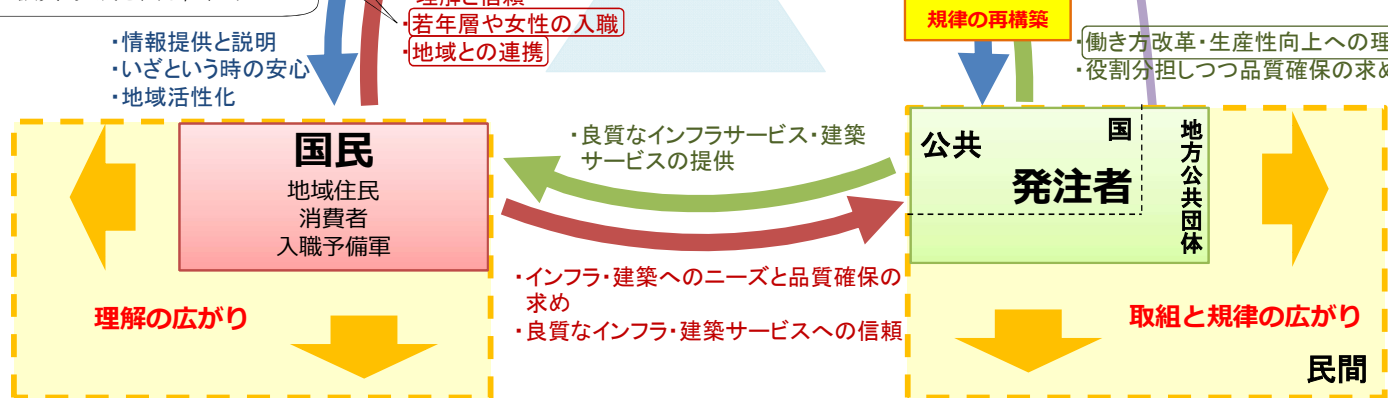 ・若年層や女性の入職
・地域との連携
規律の再構築
・働き方改革・生産性向上への理
・役割分担しつつ品質確保の求め
・情報提供と説明
・いざという時の安心
・地域活性化
国民
地域住民
消費者
入職予備軍
・良質なインフラサービス・建築
サービスの提供
公共
国
地方公共団体
発注者
・インフラ・建築へのニーズと品質確保の
求め
・良質なインフラ・建築サービスへの信頼
理解の広がり
取組と規律の広がり
民間